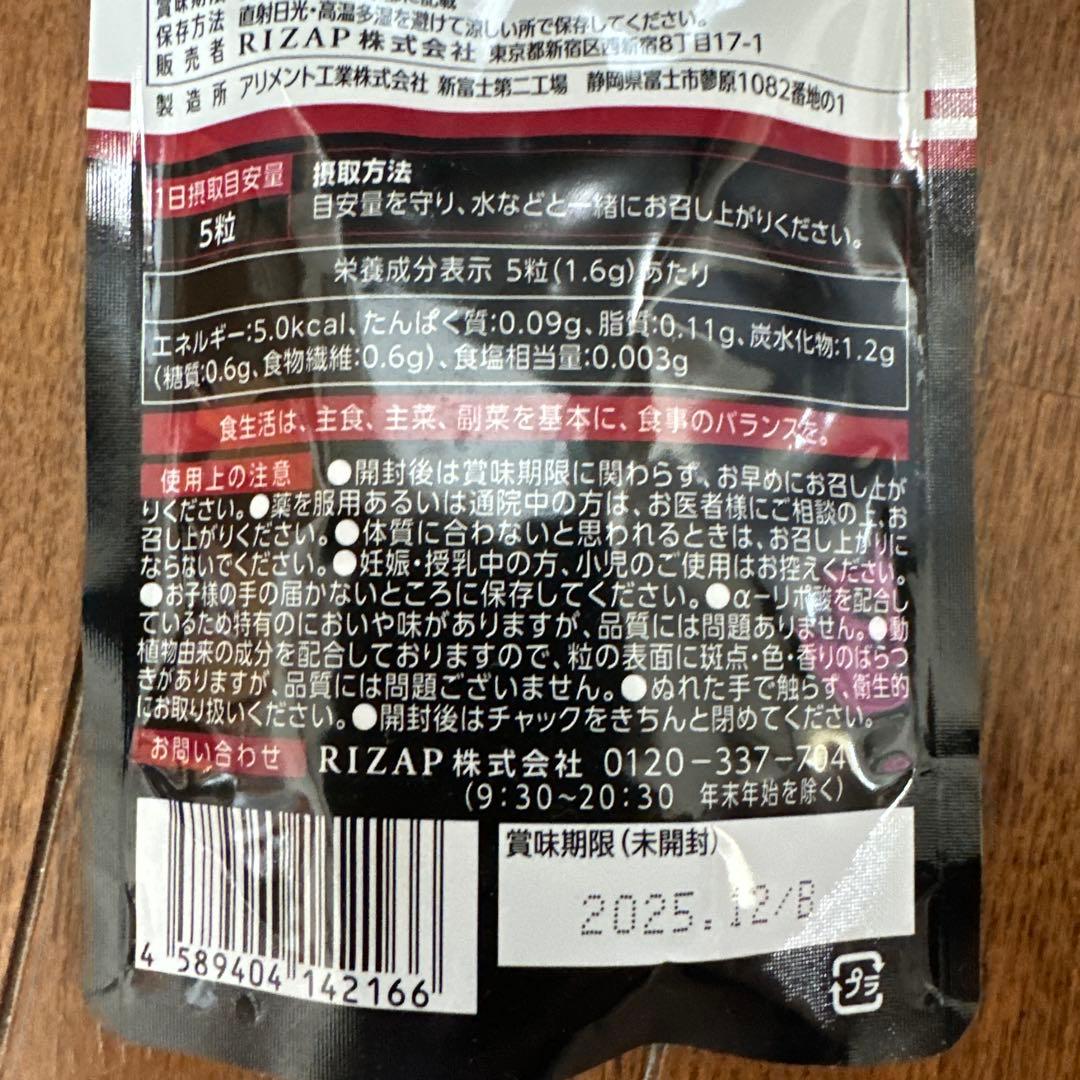 賞味期限 に記載
保存方法 直射日光・高温多湿を避けて涼しい所で保存してください。
販売者 RIZAP株式会社 東京都新宿区西新宿8丁目17-1
製造所 アリメント工業株式会社 新富士第二工場 静岡県富士市蓼原1082番地の1
1日摂取目安量
5粒
摂取方法
目安量を守り、水などと一緒にお召し上がりください。
栄養成分表示 5粒(1.6g)あたり
エネルギー:5.0kcal、たんぱく質:0.09g、脂質:0.11g、炭水化物:1.2g
(糖質:0.6g、食物繊維:0.6g)、食塩相当量:0.003g
食生活は、主食、主菜、副菜を基本に、食事のバランスを。
使用上の注意 ●開封後は賞味期限に関わらず、お早めにお召し上が
りください。●薬を服用あるいは通院中の方は、お医者様にご相談の上、お
召し上がりください。●体質に合わないと思われるときは、お召し上がりに
ならないでください。●妊娠・授乳中の方、小児のご使用はお控えください。
●お子様の手の届かないところに保存してください。●α-リポ酸を配合し
ているため特有のにおいや味がありますが、品質には問題ありません。●動
植物由来の成分を配合しておりますので、粒の表面に斑点・色・香りのばらつ
きがありますが、品質には問題ございません。●ぬれた手で触らず、衛生的
にお取り扱いください。●開封後はチャックをきちんと閉めてください。
お問い合わせ RIZAP株式会社 0120-337-704
(9:30~20:30 年末年始を除く)
賞味期限(未開封)
2025.12/B
4 589404 142166
プラ